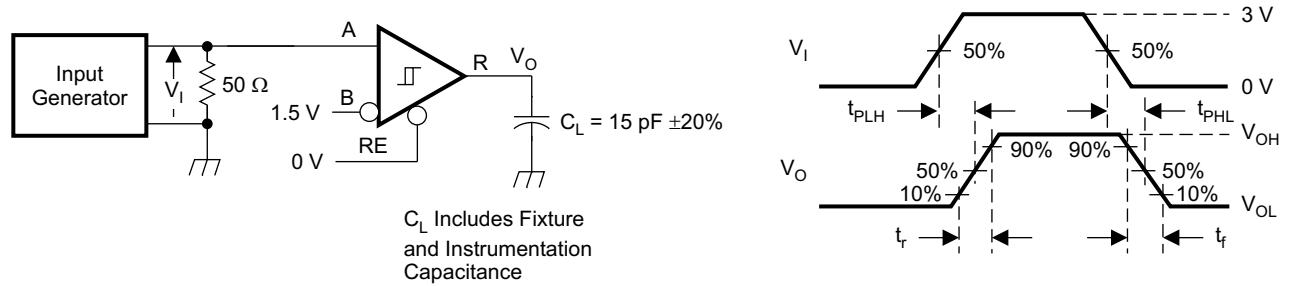 Input
Generator
V_I
50 Ω
A
1.5 V
B
0 V
RE
R
V_O
C_L = 15 pF ±20%
C_L Includes Fixture
and Instrumentation
Capacitance
V_I
50%
50%
3 V
0 V
t_PLH
t_PHL
V_O
90%
90%
V_OH
50%
50%
10%
10%
V_OL
t_r
t_f